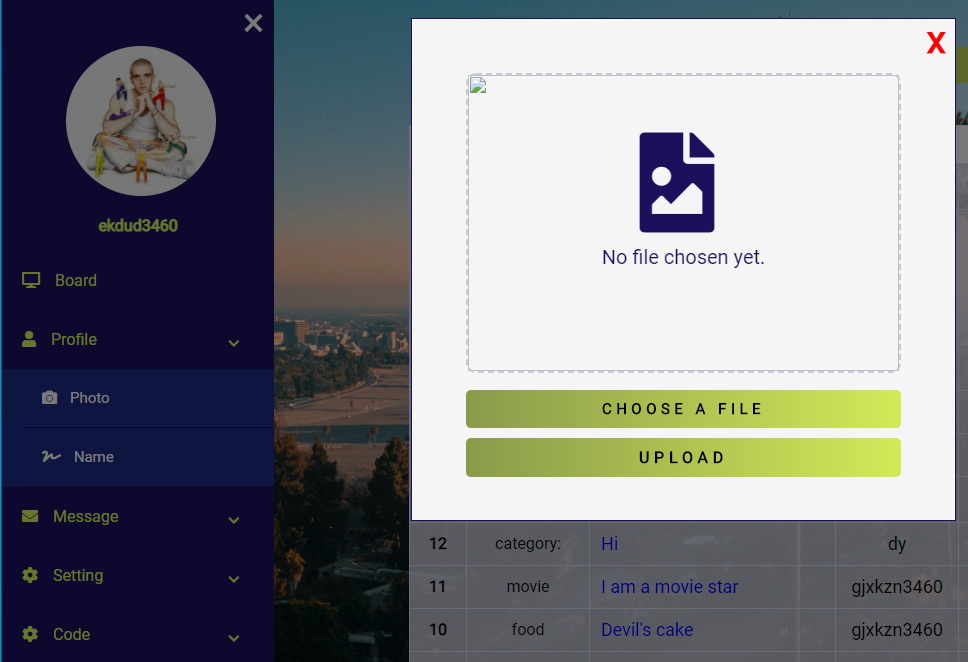 ×
ekdud3460
Board
Profile
Photo
Name
Message
Setting
Code
X
No file chosen yet.
CHOOSE A FILE
UPLOAD
12 category: Hi dy
11 movie I am a movie star gjxkzn3460
10 food Devil's cake gjxkzn3460